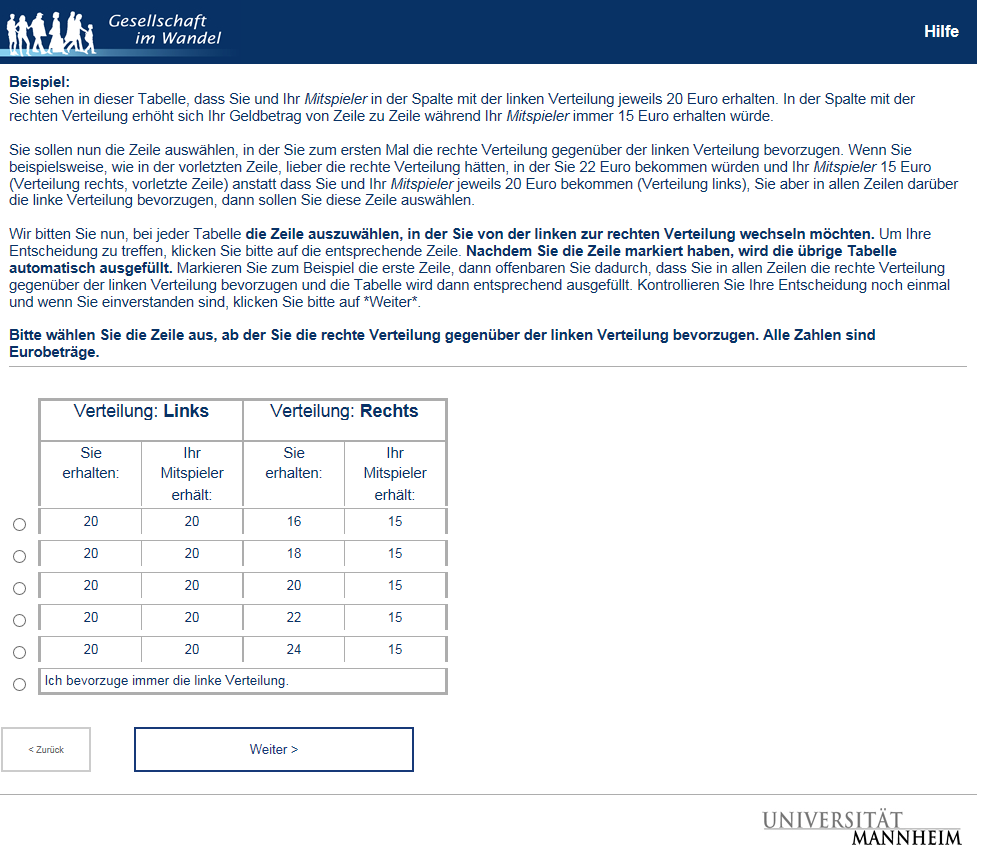 Gesellschaft
im Wandel
Hilfe
Beispiel:
Sie sehen in dieser Tabelle, dass Sie und Ihr Mitspieler in der Spalte mit der linken Verteilung jeweils 20 Euro erhalten. In der Spalte mit der
rechten Verteilung erhöht sich Ihr Geldbetrag von Zeile zu Zeile während Ihr Mitspieler immer 15 Euro erhalten würde.
Sie sollen nun die Zeile auswählen, in der Sie zum ersten Mal die rechte Verteilung gegenüber der linken Verteilung bevorzugen. Wenn Sie
beispielsweise, wie in der vorletzten Zeile, lieber die rechte Verteilung hätten, in der Sie 22 Euro bekommen würden und Ihr Mitspieler 15 Euro
(Verteilung rechts, vorletzte Zeile) anstatt dass Sie und Ihr Mitspieler jeweils 20 Euro bekommen (Verteilung links), Sie aber in allen Zeilen darüber
die linke Verteilung bevorzugen, dann sollen Sie diese Zeile auswählen.
Wir bitten Sie nun, bei jeder Tabelle die Zeile auszuwählen, in der Sie von der linken zur rechten Verteilung wechseln möchten. Um Ihre
Entscheidung zu treffen, klicken Sie bitte auf die entsprechende Zeile. Nachdem Sie die Zeile markiert haben, wird die übrige Tabelle
automatisch ausgefüllt. Markieren Sie zum Beispiel die erste Zeile, dann offenbaren Sie dadurch, dass Sie in allen Zeilen die rechte Verteilung
gegenüber der linken Verteilung bevorzugen und die Tabelle wird dann entsprechend ausgefüllt. Kontrollieren Sie Ihre Entscheidung noch einmal
und wenn Sie einverstanden sind, klicken Sie bitte auf *Weiter*.
Bitte wählen Sie die Zeile aus, ab der Sie die rechte Verteilung gegenüber der linken Verteilung bevorzugen. Alle Zahlen sind
Eurobeträge.
Verteilung: Links Verteilung: Rechts
Sie Ihr Sie Ihr
erhalten: Mitspieler erhalten: Mitspieler
erhält: erhält:
20 20 16 15
20 20 18 15
20 20 20 15
20 20 22 15
20 20 24 15
Ich bevorzuge immer die linke Verteilung.
< Zurück Weiter >
UNIVERSITÄT
MANNHEIM